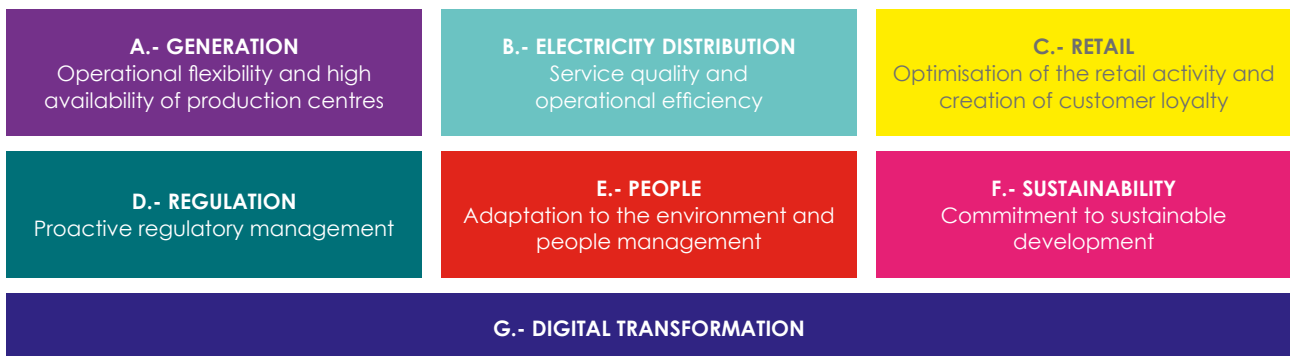 A.- GENERATION
Operational flexibility and high
availability of production centres
B.- ELECTRICITY DISTRIBUTION
Service quality and
operational efficiency
C.- RETAIL
Optimisation of the retail activity and
creation of customer loyalty
D.- REGULATION
Proactive regulatory management
E.- PEOPLE
Adaptation to the environment and
people management
F.- SUSTAINABILITY
Commitment to sustainable
development
G.- DIGITAL TRANSFORMATION